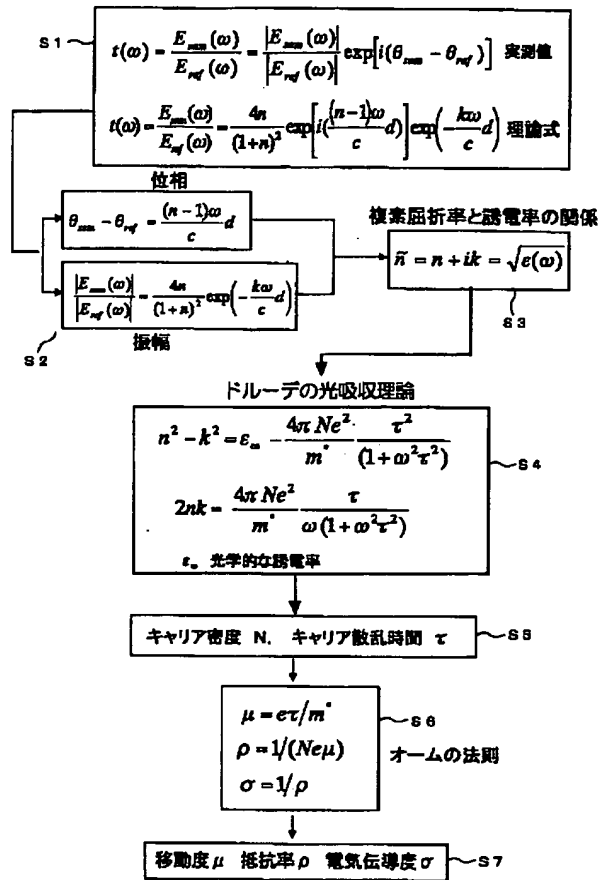 S1
t(ω) = E_sam(ω) / E_ref(ω) = |E_sam(ω)| / |E_ref(ω)| exp[i(θ_sam − θ_ref)] 実測値
t(ω) = E_sam(ω) / E_ref(ω) = 4n / (1+n)² exp[i((n−1)ω / c d)] exp(−kω / c d) 理論式
位相
θ_sam − θ_ref = (n−1)ω / c d
|E_sam(ω)| / |E_ref(ω)| = 4n / (1+n)² exp(−kω / c d)
振幅
S2
複素屈折率と誘電率の関係
ñ = n + ik = √ε(ω)
S3
ドルーデの光吸収理論
n² − k² = ε∞ − 4πNe² / m* τ² / (1+ω²τ²)
2nk = 4πNe² / m* τ / ω(1+ω²τ²)
ε∞ 光学的な誘電率
S4
キャリア密度 N. キャリア散乱時間 τ
S5
μ = eτ/m*
ρ = 1/(Neμ)
σ = 1/ρ
S6
オームの法則
移動度μ 抵抗率ρ 電気伝導度σ
S7